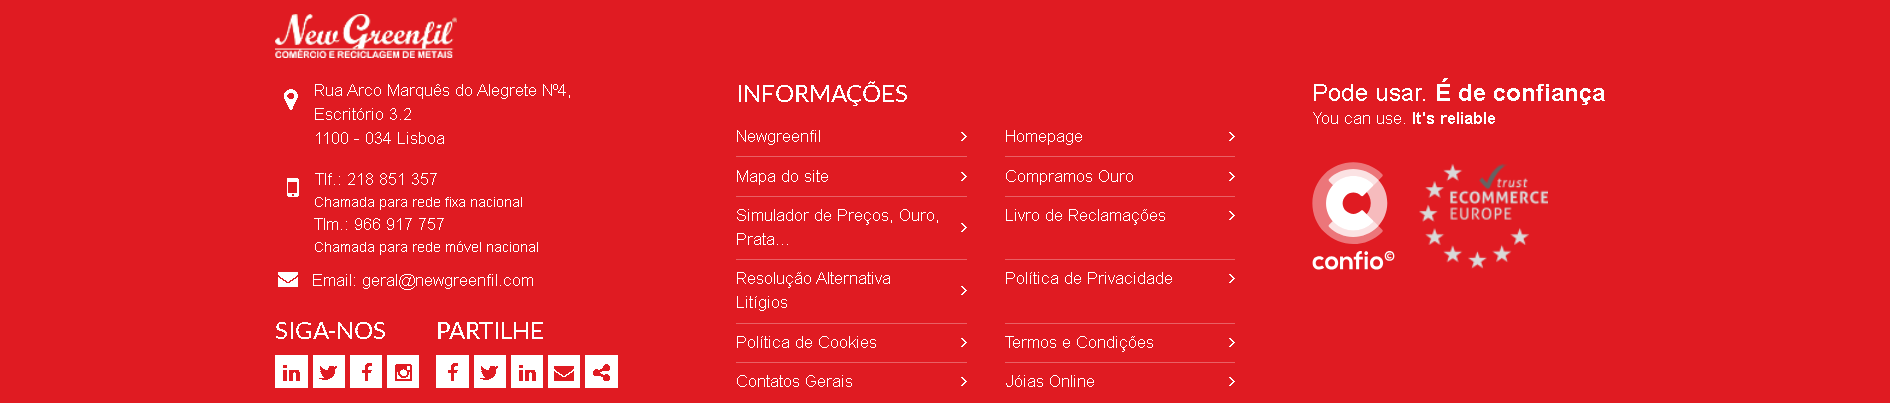 New Greenfil®
COMÉRCIO E RECICLAGEM DE METAIS
Rua Arco Marquês do Alegrete Nº4,
Escritório 3.2
1100 - 034 Lisboa
Tlf.: 218 851 357
Chamada para rede fixa nacional
Tlm.: 966 917 757
Chamada para rede móvel nacional
Email: geral@newgreenfil.com
SIGA-NOS
PARTILHE
INFORMAÇÕES
Newgreenfil
Homepage
Mapa do site
Compramos Ouro
Simulador de Preços, Ouro,
Prata...
Livro de Reclamações
Resolução Alternativa
Litígios
Política de Privacidade
Política de Cookies
Termos e Condições
Contatos Gerais
Jóias Online
Pode usar. É de confiança
You can use. It's reliable
confio©
trust
ECOMMERCE
EUROPE